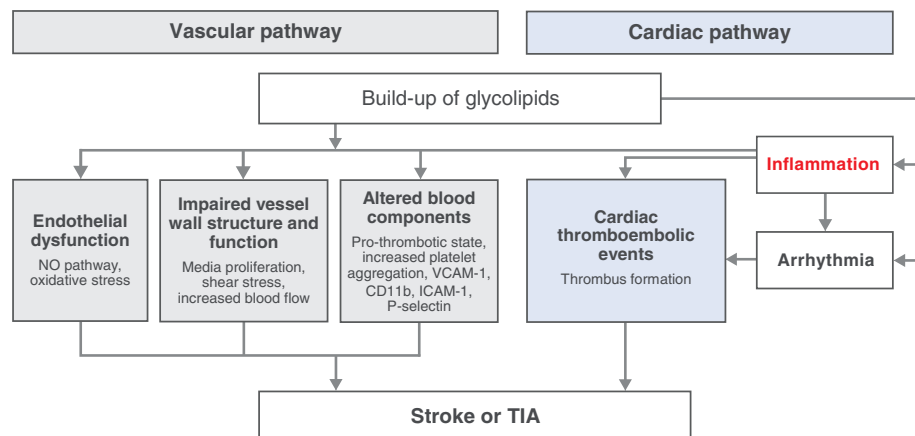 Vascular pathway
Cardiac pathway
Build-up of glycolipids
Inflammation
Endothelial
dysfunction
NO pathway,
oxidative stress
Impaired vessel
wall structure and
function
Media proliferation,
shear stress,
increased blood flow
Altered blood
components
Pro-thrombotic state,
increased platelet
aggregation, VCAM-1,
CD11b, ICAM-1,
P-selectin
Cardiac
thromboembolic
events
Thrombus formation
Arrhythmia
Stroke or TIA